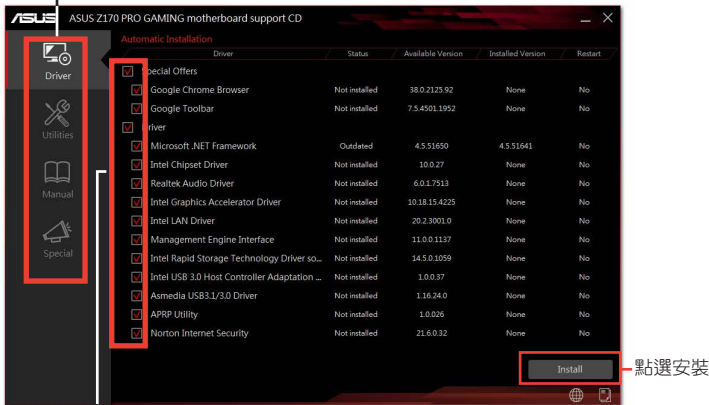 ASUS ASUS Z170 PRO GAMING motherboard support CD
Driver
Utilities
Manual
Special
Automatic Installation
Driver Status Available Version Installed Version Restart
Special Offers
Google Chrome Browser Not installed 38.0.2125.92 None No
Google Toolbar Not installed 7.5.4501.1952 None No
Driver
Microsoft .NET Framework Outdated 4.5.51650 4.5.51641 No
Intel Chipset Driver Not installed 10.0.27 None No
Realtek Audio Driver Not installed 6.0.1.7513 None No
Intel Graphics Accelerator Driver Not installed 10.18.15.4225 None No
Intel LAN Driver Not installed 20.2.3001.0 None No
Management Engine Interface Not installed 11.0.0.1137 None No
Intel Rapid Storage Technology Driver so... Not installed 14.5.0.1059 None No
Intel USB 3.0 Host Controller Adaptation ... Not installed 1.0.0.37 None No
Asmedia USB3.1/3.0 Driver Not installed 1.16.24.0 None No
APRP Utility Not installed 1.0.026 None No
Norton Internet Security Not installed 21.6.0.32 None No
Install
點選安裝